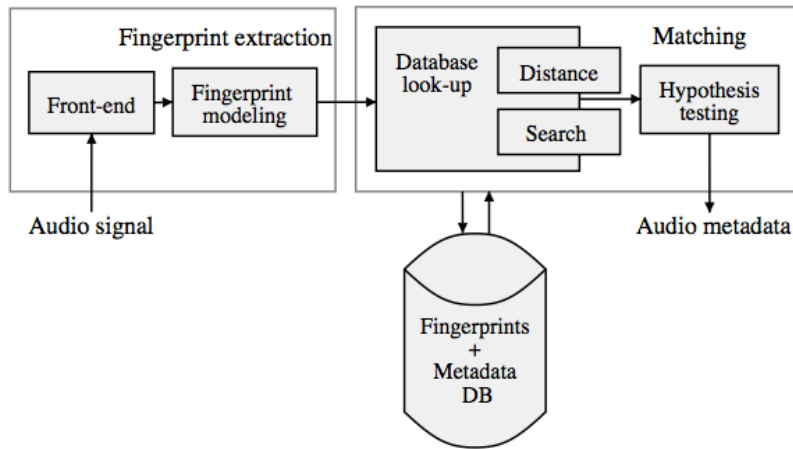 Fingerprint extraction
Front-end
Fingerprint
modeling
Audio signal
Matching
Database
look-up
Distance
Search
Hypothesis
testing
Audio metadata
Fingerprints
+
Metadata
DB